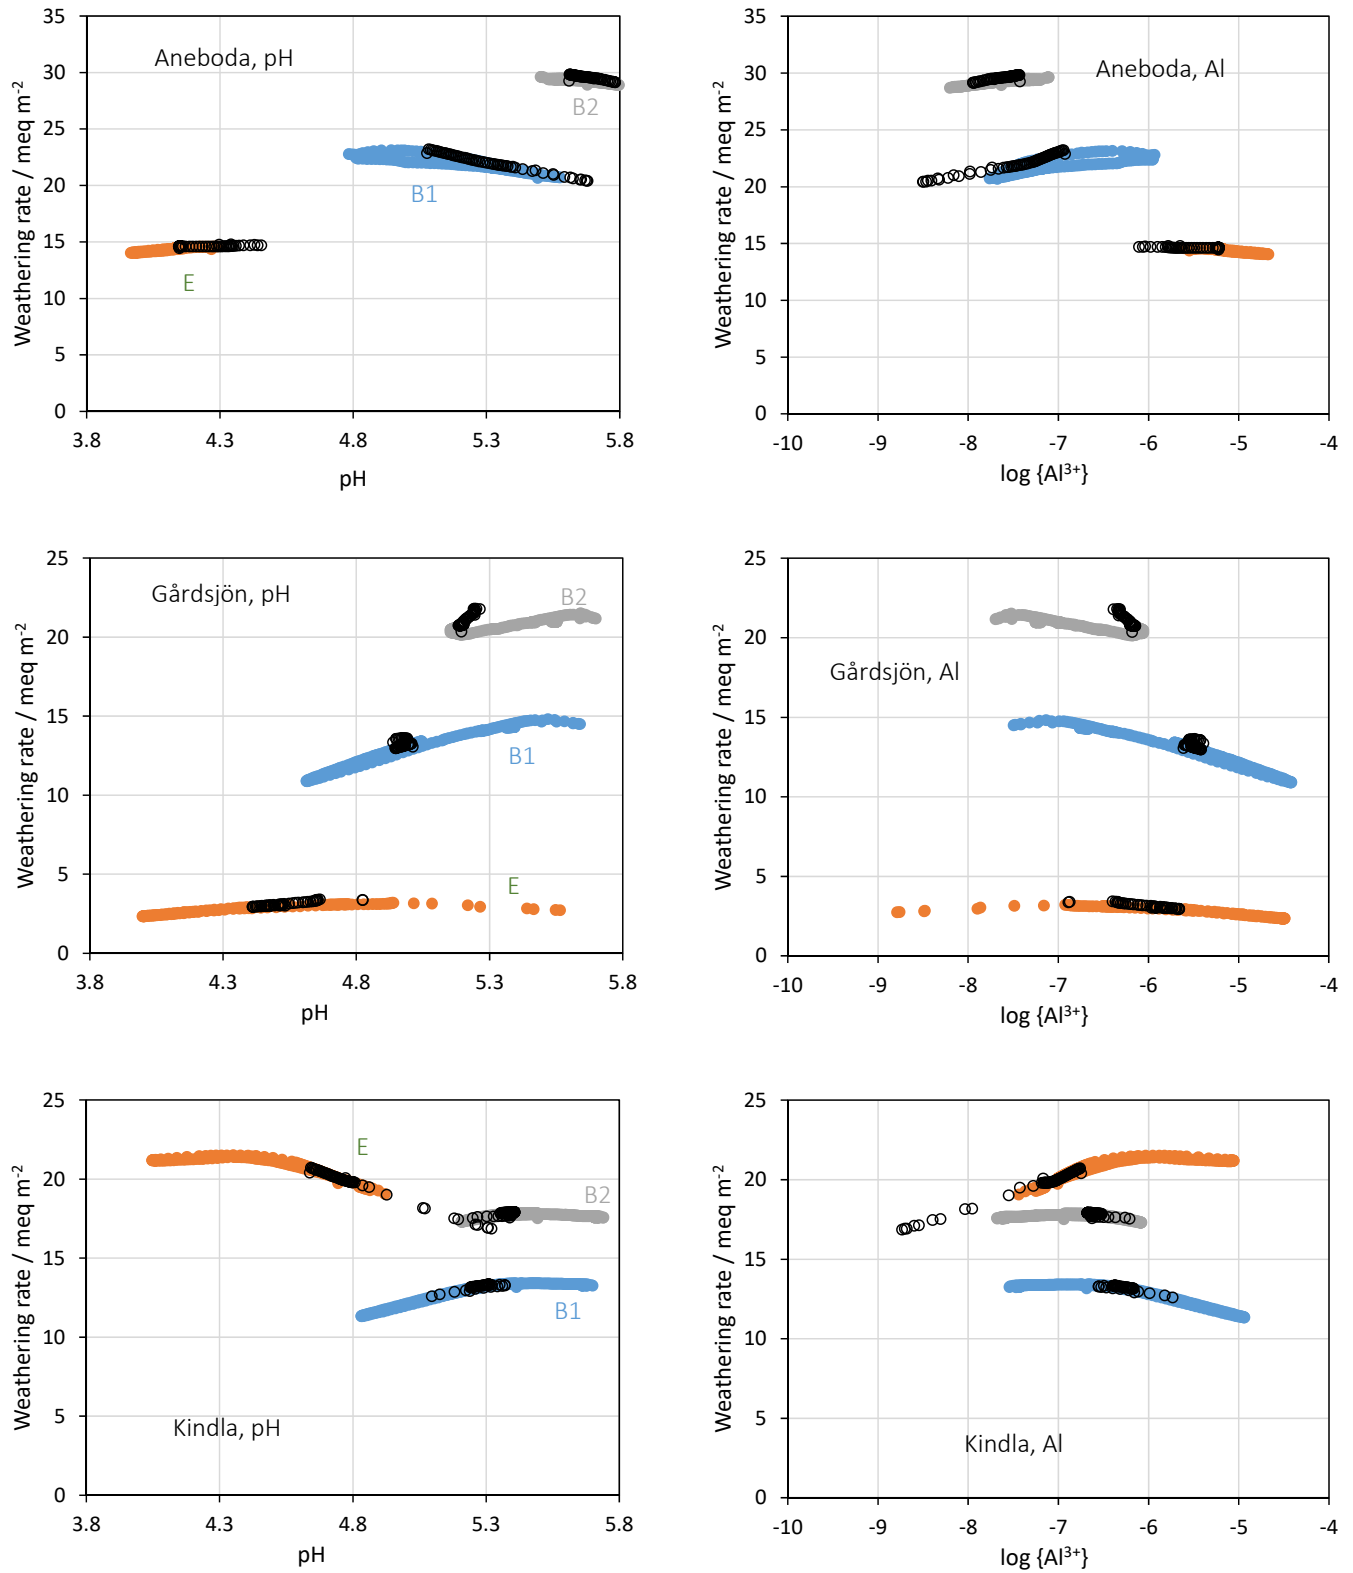 35
30
25
20
15
10
5
0
Weathering rate / meq m⁻²
Aneboda, pH
B2
B1
E
3.8 4.3 4.8 5.3 5.8
pH
35
30
25
20
15
10
5
0
Weathering rate / meq m⁻²
Aneboda, Al
-10 -9 -8 -7 -6 -5 -4
log {Al³⁺}
25
20
15
10
5
0
Weathering rate / meq m⁻²
Gårdsjön, pH
B2
B1
E
3.8 4.3 4.8 5.3 5.8
pH
25
20
15
10
5
0
Weathering rate / meq m⁻²
Gårdsjön, Al
-10 -9 -8 -7 -6 -5 -4
log {Al³⁺}
25
20
15
10
5
0
Weathering rate / meq m⁻²
E
B2
B1
Kindla, pH
3.8 4.3 4.8 5.3 5.8
pH
25
20
15
10
5
0
Weathering rate / meq m⁻²
Kindla, Al
-10 -9 -8 -7 -6 -5 -4
log {Al³⁺}